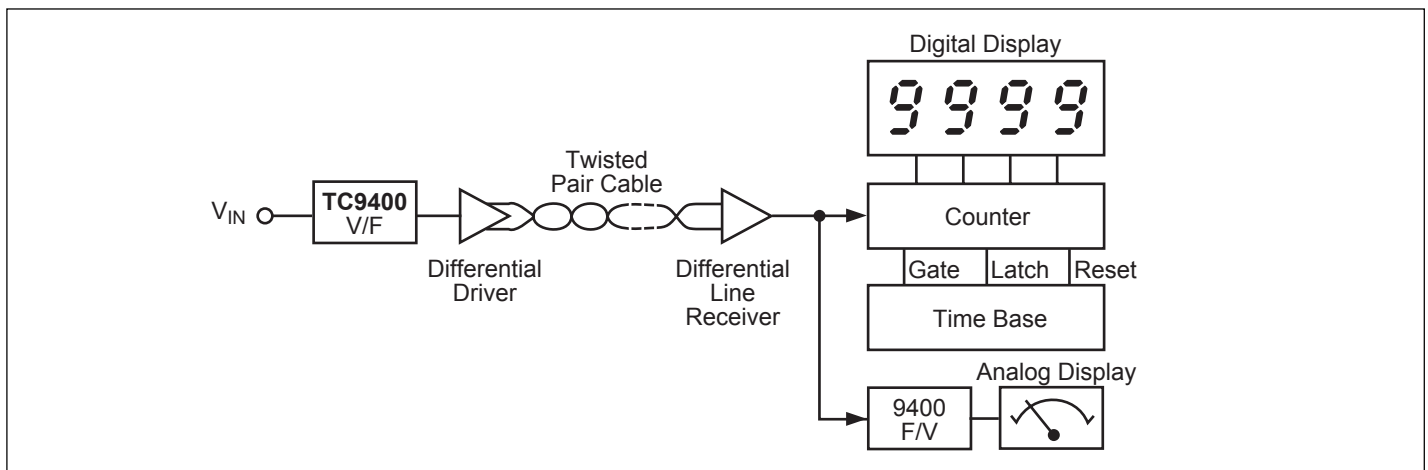 Digital Display
9999
Twisted
Pair Cable
V_IN
TC9400
V/F
Counter
Differential
Driver
Differential
Line
Receiver
Gate
Latch
Reset
Time Base
Analog Display
9400
F/V